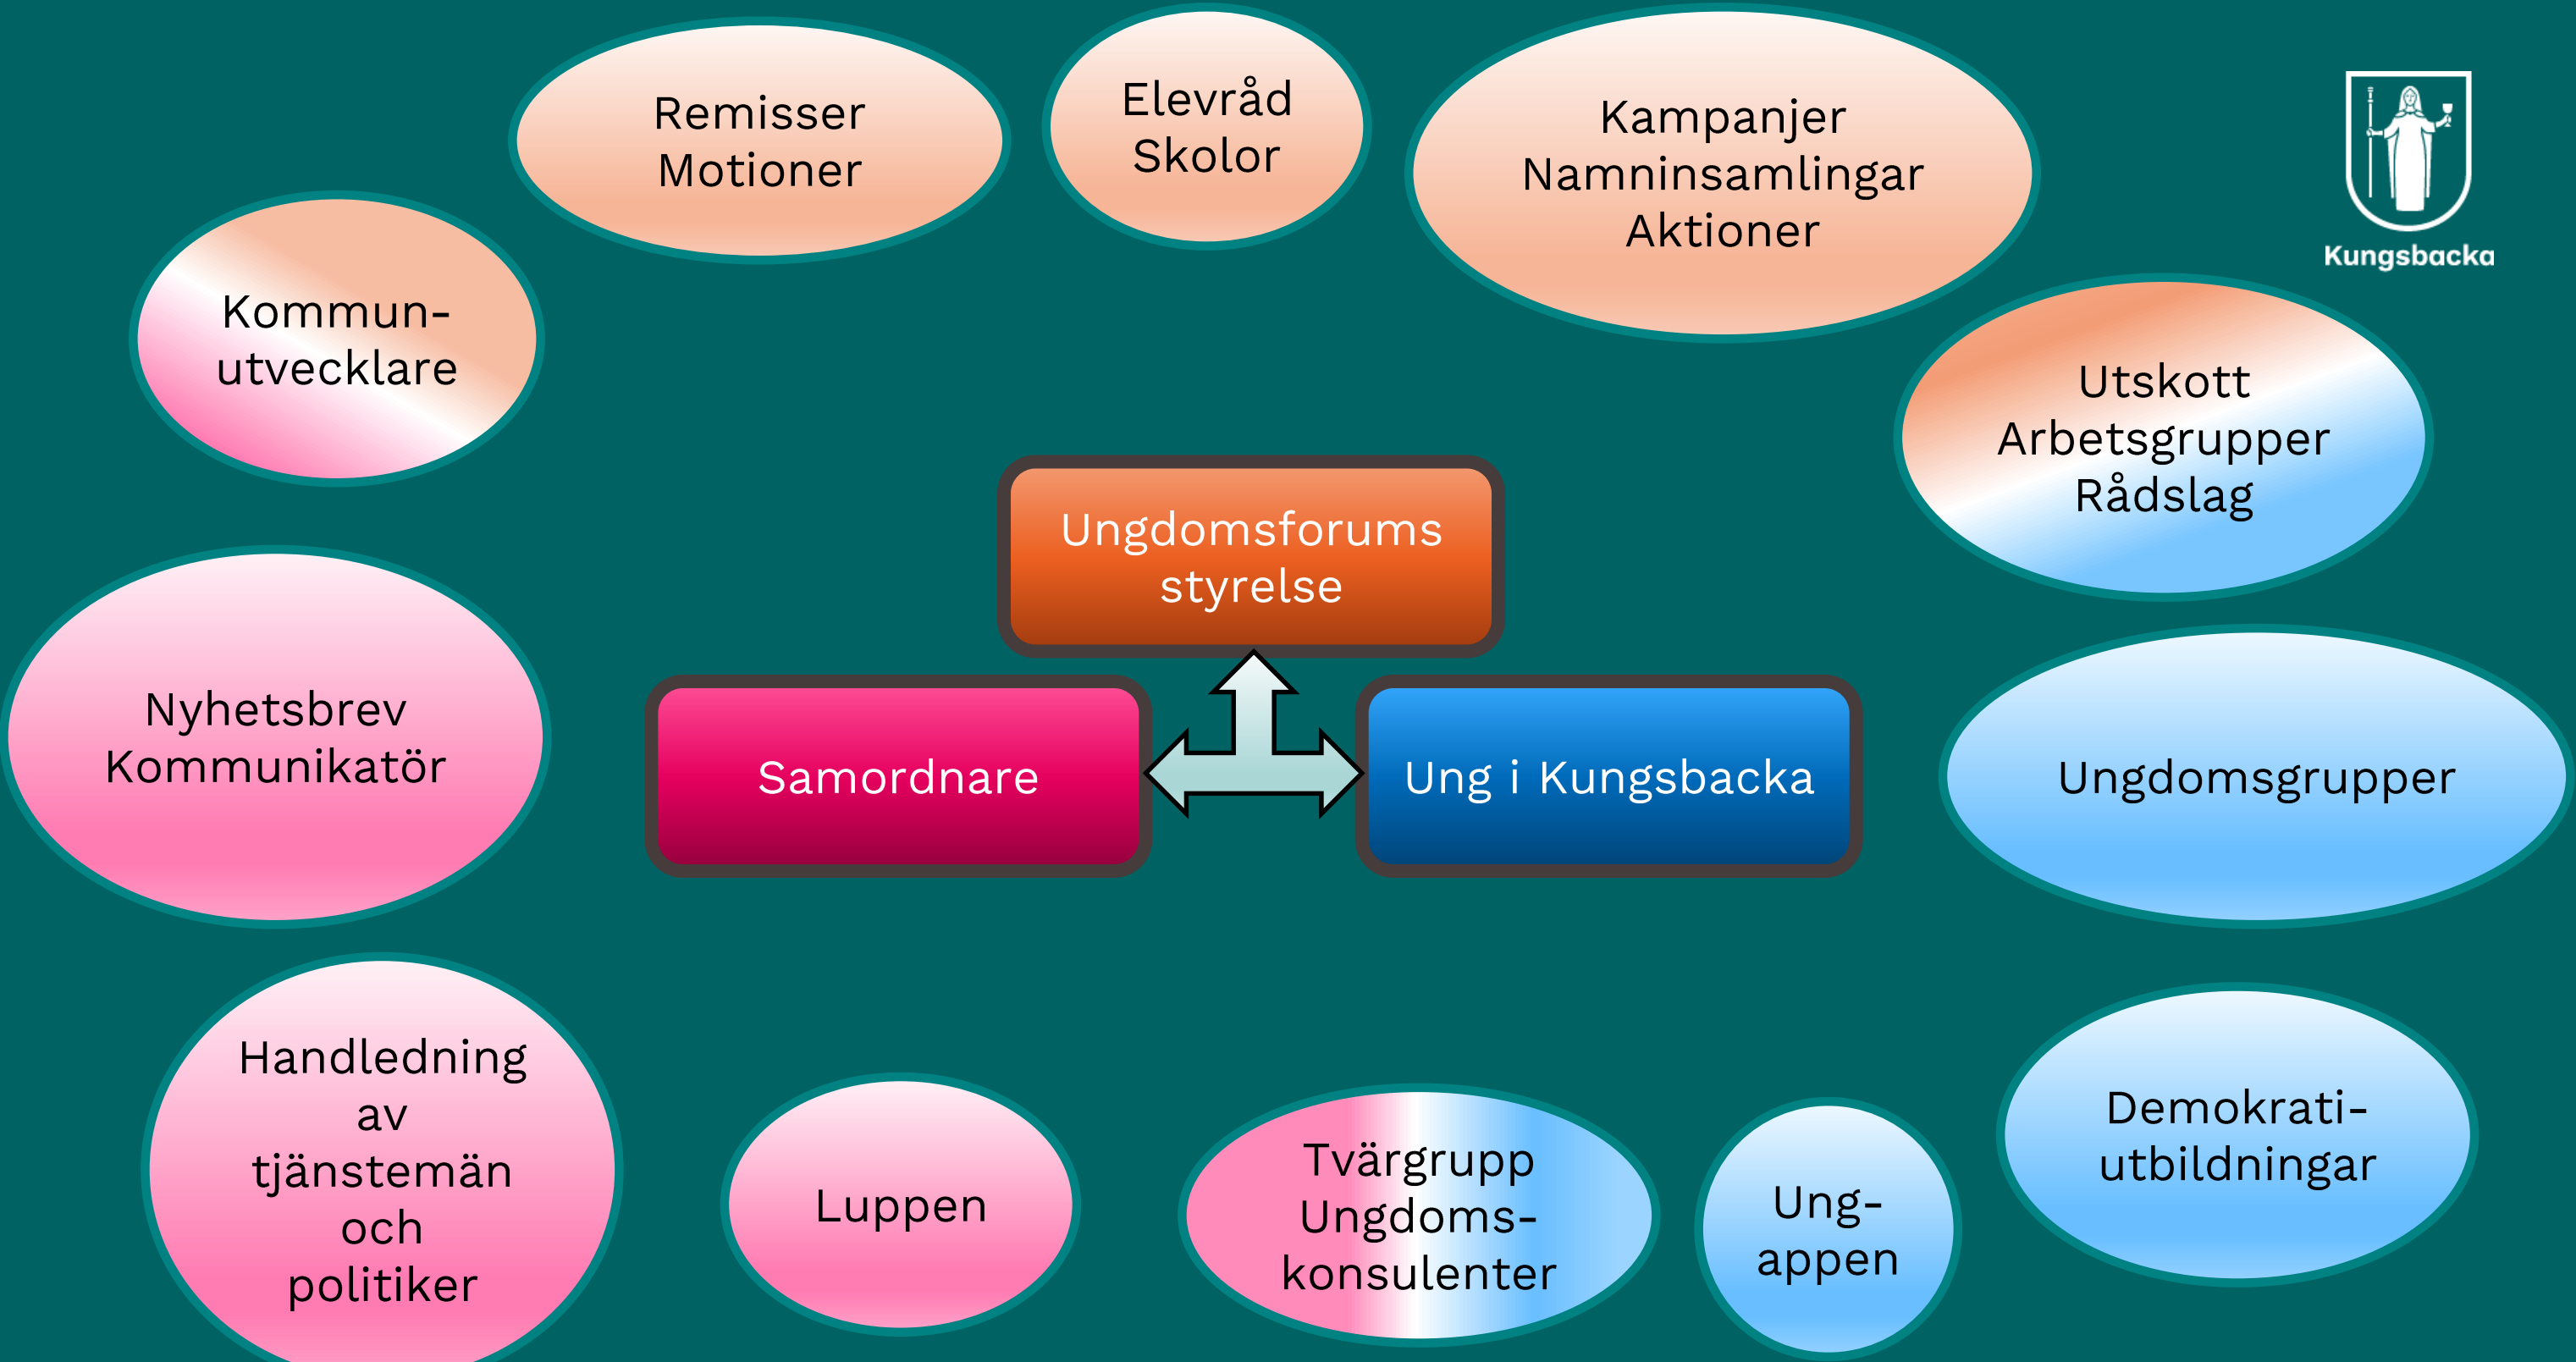 Remisser
Motioner
Elevråd
Skolor
Kampanjer
Namninsamlingar
Aktioner
Kungsbacka
Kommun-
utvecklare
Utskott
Arbetsgrupper
Rådslag
Ungdomsforums
styrelse
Nyhetsbrev
Kommunikatör
Samordnare
Ung i Kungsbacka
Ungdomsgrupper
Handledning
av
tjänstemän
och
politiker
Luppen
Tvärgrupp
Ungdoms-
konsulenter
Ung-
appen
Demokrati-
utbildningar